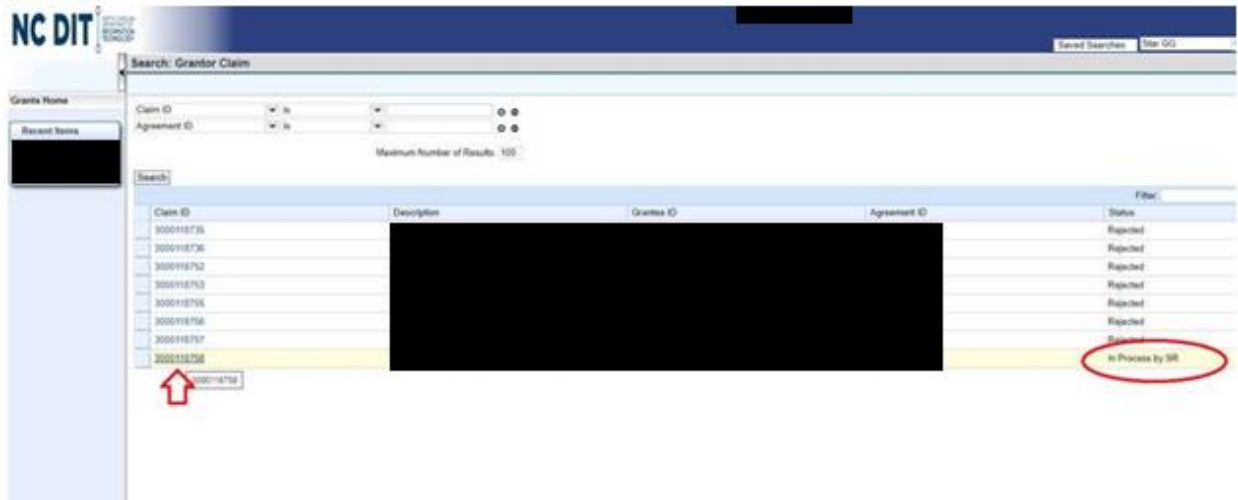 NC DIT
Saved Searches Star GG
Search: Grantor Claim
Grants Home
Recent Items
Claim ID Is
Agreement ID Is
Maximum Number of Results 100
Search
Filter:
Claim ID Description Grantee ID Agreement ID Status
3000118735 Rejected
3000118736 Rejected
3000118752 Rejected
3000118753 Rejected
3000118755 Rejected
3000118756 Rejected
3000118757 Rejected
3000118758 In Process by SR
3000118758